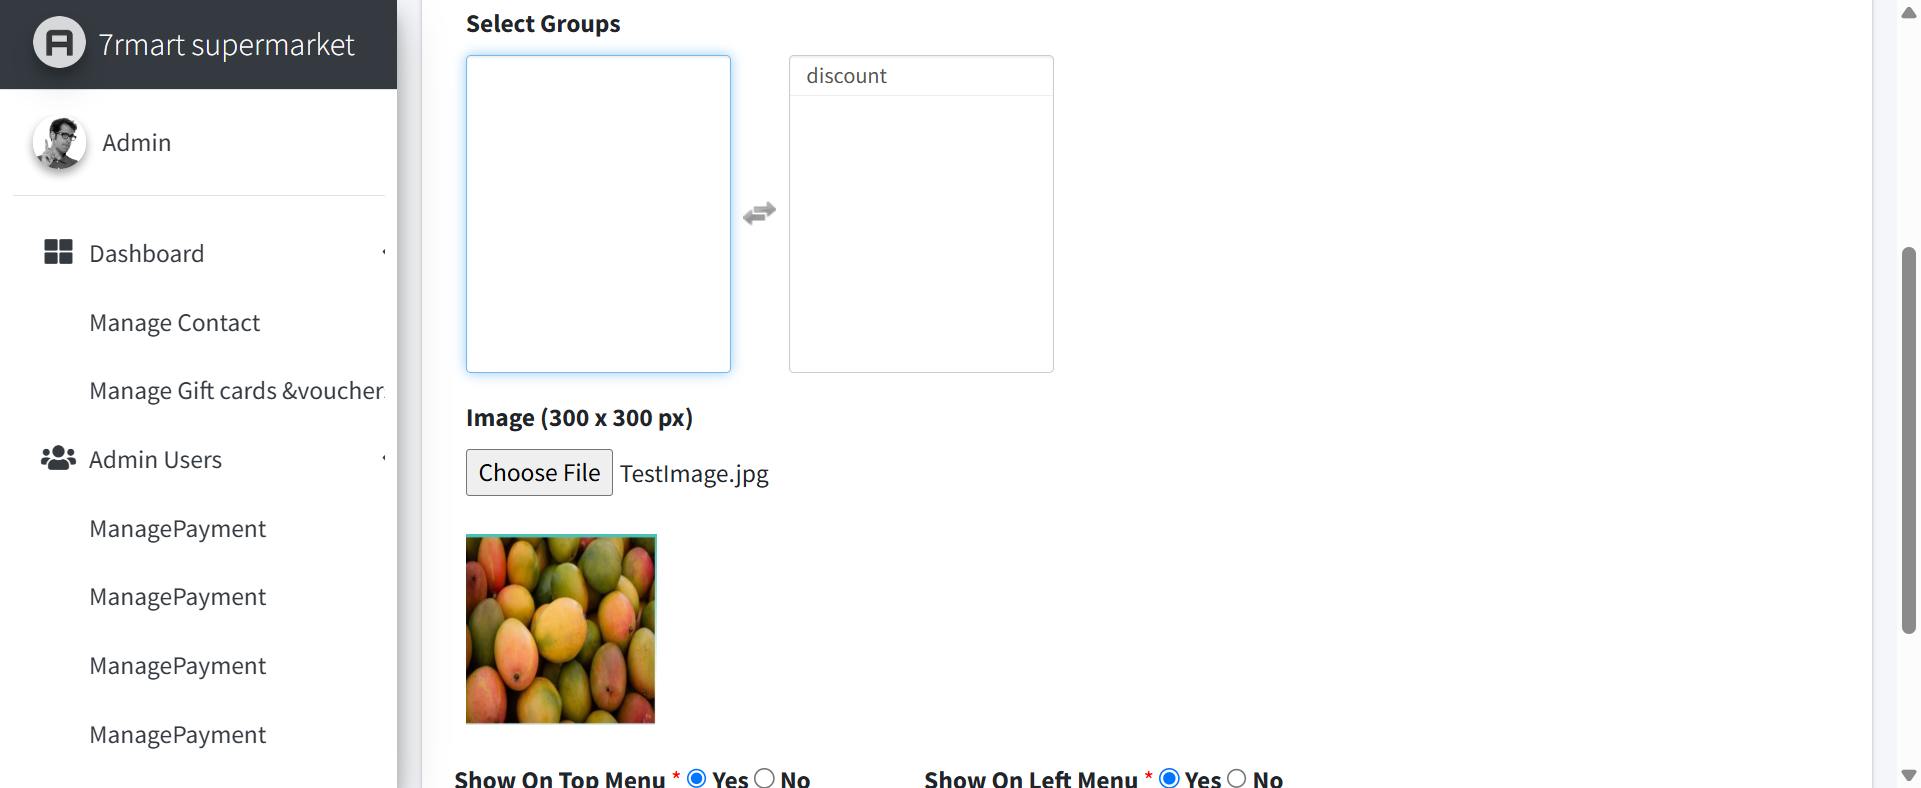 7rmart supermarket
Admin
Dashboard
Manage Contact
Manage Gift cards &voucher
Admin Users
ManagePayment
ManagePayment
ManagePayment
ManagePayment
Select Groups
discount
Image (300 x 300 px)
Choose File TestImage.jpg
Show On Top Menu * Yes No Show On Left Menu * Yes No